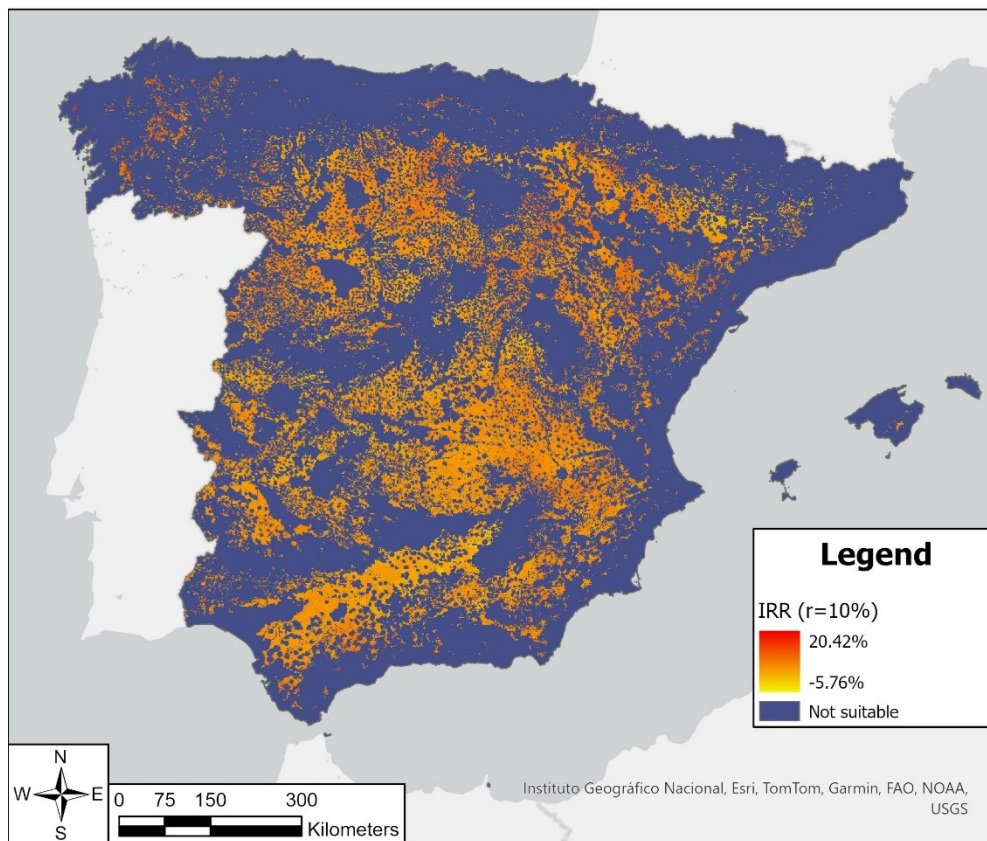 Legend
IRR (r=10%)
20.42%
-5.76%
Not suitable
N
W E
S
0 75 150 300
Kilometers
Instituto Geográfico Nacional, Esri, TomTom, Garmin, FAO, NOAA,
USGS